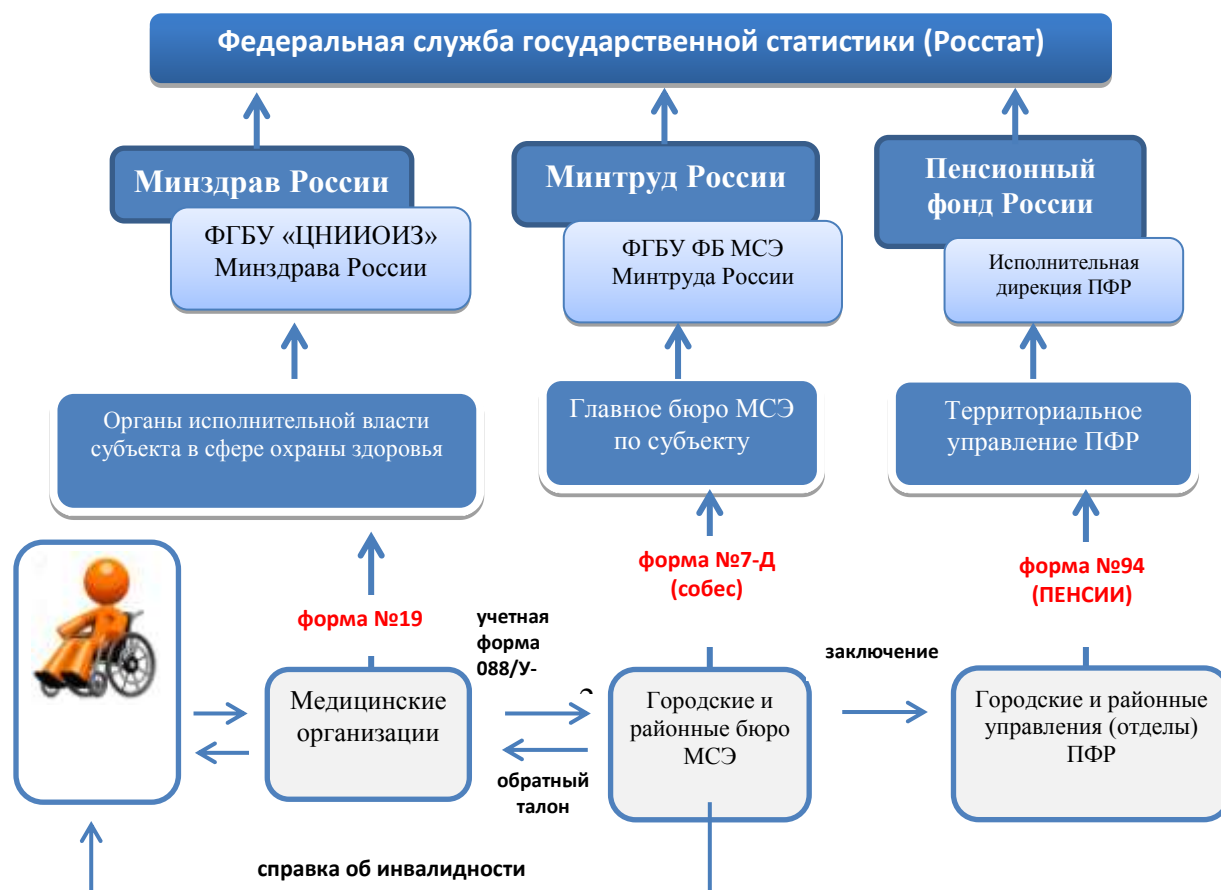 Федеральная служба государственной статистики (Росстат)
Минздрав России
ФГБУ «ЦНИИОИЗ»
Минздрава России
Минтруд России
ФГБУ ФБ МСЭ
Минтруда России
Пенсионный
фонд России
Исполнительная
дирекция ПФР
Органы исполнительной власти
субъекта в сфере охраны здоровья
Главное бюро МСЭ
по субъекту
Территориальное
управление ПФР
форма №19
учетная
форма
088/У-
форма №7-Д
(собес)
форма №94
(ПЕНСИИ)
заключение
Медицинские
организации
Городские и
районные бюро
МСЭ
Городские и районные
управления (отделы)
ПФР
обратный
талон
справка об инвалидности